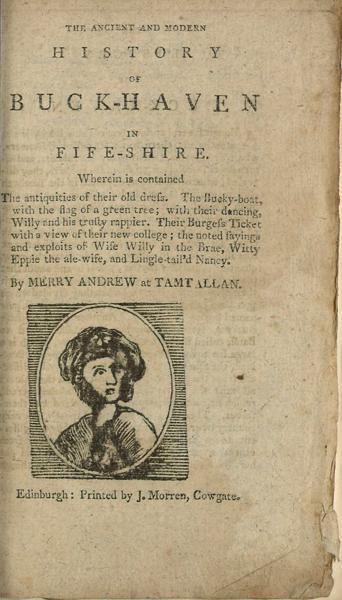 THE ANCIENT AND MODERN
HISTORY
OF
BUCK-HAVEN
IN
FIFE-SHIRE.
Wherein is contained
The antiquities of their old dreſs. The Bucky-boat,
with the flag of a green tree; with their dancing,
Willy and his truſty rappier. Their Burgeſs Ticket
with a view of their new college; the noted ſayings
and exploits of Wiſe Willy in the Brae, Witty
Eppie the ale-wife, and Lingle-tail'd Nancy.
By MERRY ANDREW at TAMTALLAN.
Edinburgh: Printed by J. Morren, Cowgate.